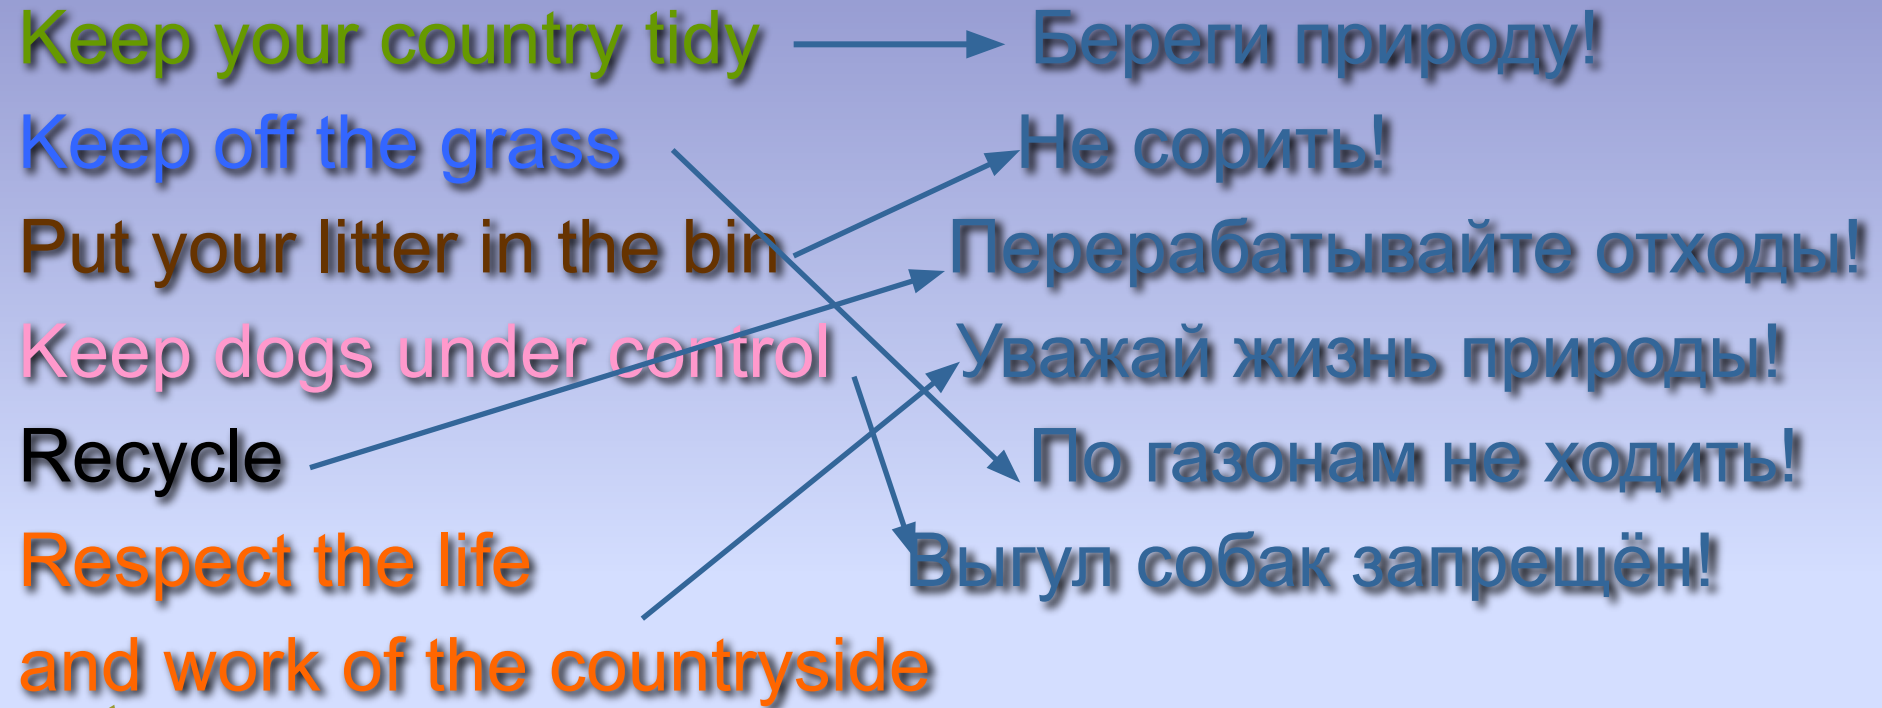 Keep your country tidy Береги природу!
Keep off the grass Не сорить!
Put your litter in the bin Перерабатывайте отходы!
Keep dogs under control Уважай жизнь природы!
Recycle По газонам не ходить!
Respect the life Выгул собак запрещён!
and work of the countryside